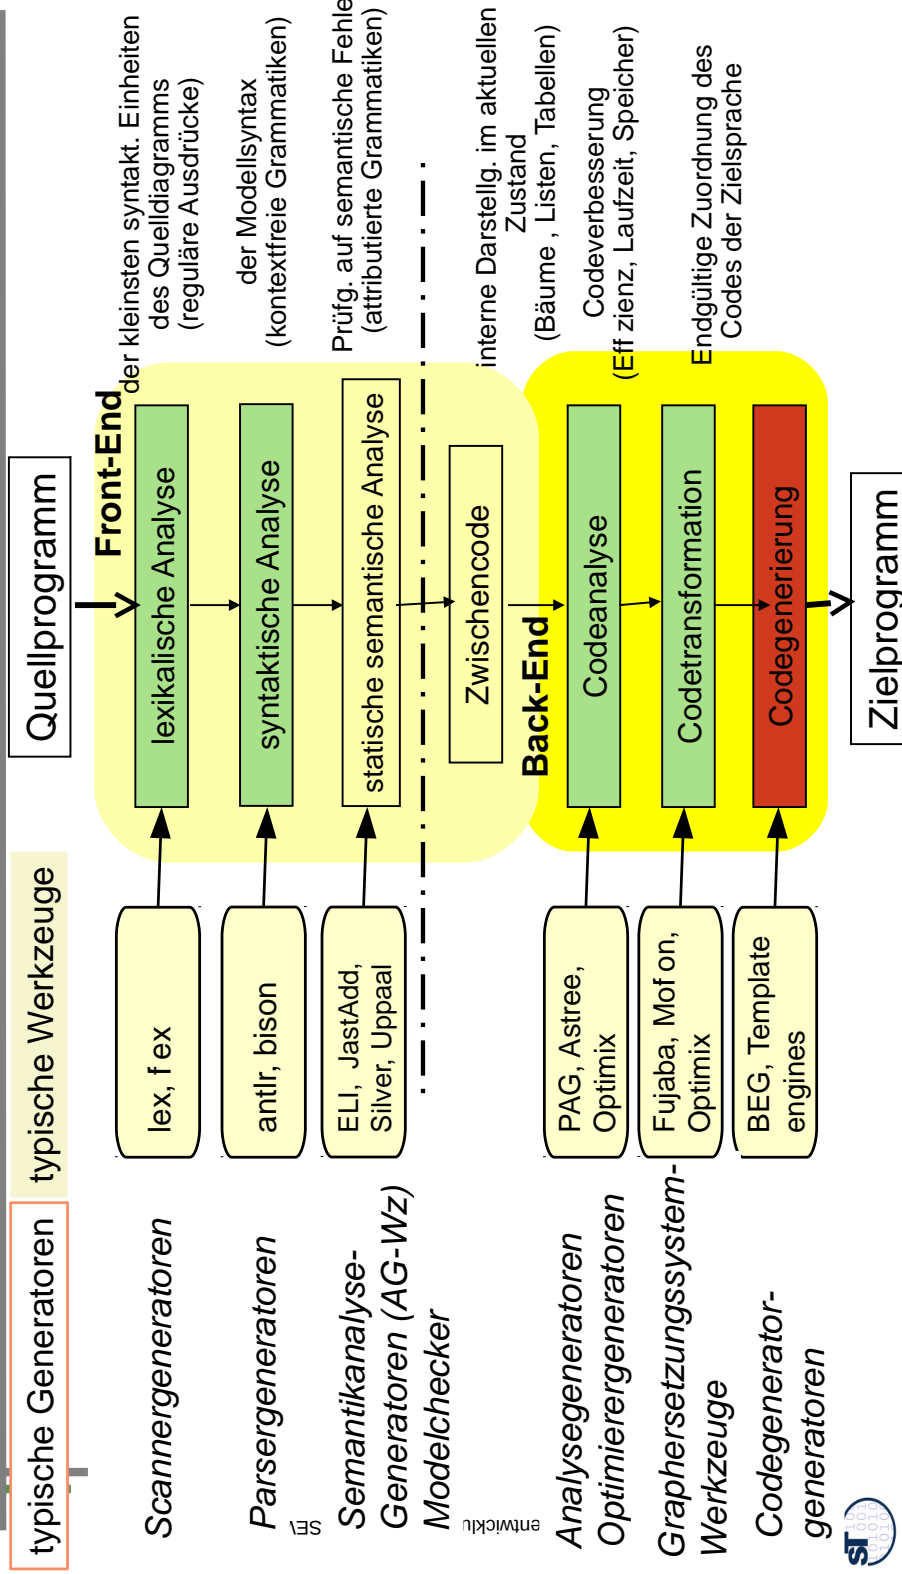 typische Generatoren
typische Werkzeuge
Quellprogramm
Front-End
Scannergeneratoren
lex, f ex
lexikalische Analyse
der kleinsten syntakt. Einheiten
des Quelldiagramms
(reguläre Ausdrücke)
Parsergeneratoren
antlr, bison
syntaktische Analyse
der Modellsyntax
(kontextfreie Grammatiken)
Semantikanalyse-
Generatoren (AG-Wz)
Modelchecker
ELI, JastAdd,
Silver, Uppaal
statische semantische Analyse
Prüfg. auf semantische Fehle
(attributierte Grammatiken)
Zwischencode
interne Darstellg. im aktuellen
Zustand
(Bäume , Listen, Tabellen)
Back-End
Analysegeneratoren
Optimierergeneratoren
PAG, Astree,
Optimix
Codeanalyse
Codeverbesserung
(Eff zienz, Laufzeit, Speicher)
Graphersetzungssystem-
Werkzeuge
Fujaba, Mof on,
Optimix
Codetransformation
Endgültige Zuordnung des
Codes der Zielsprache
Codegenerator-
generatoren
BEG, Template
engines
Codegenerierung
Zielprogramm
ST